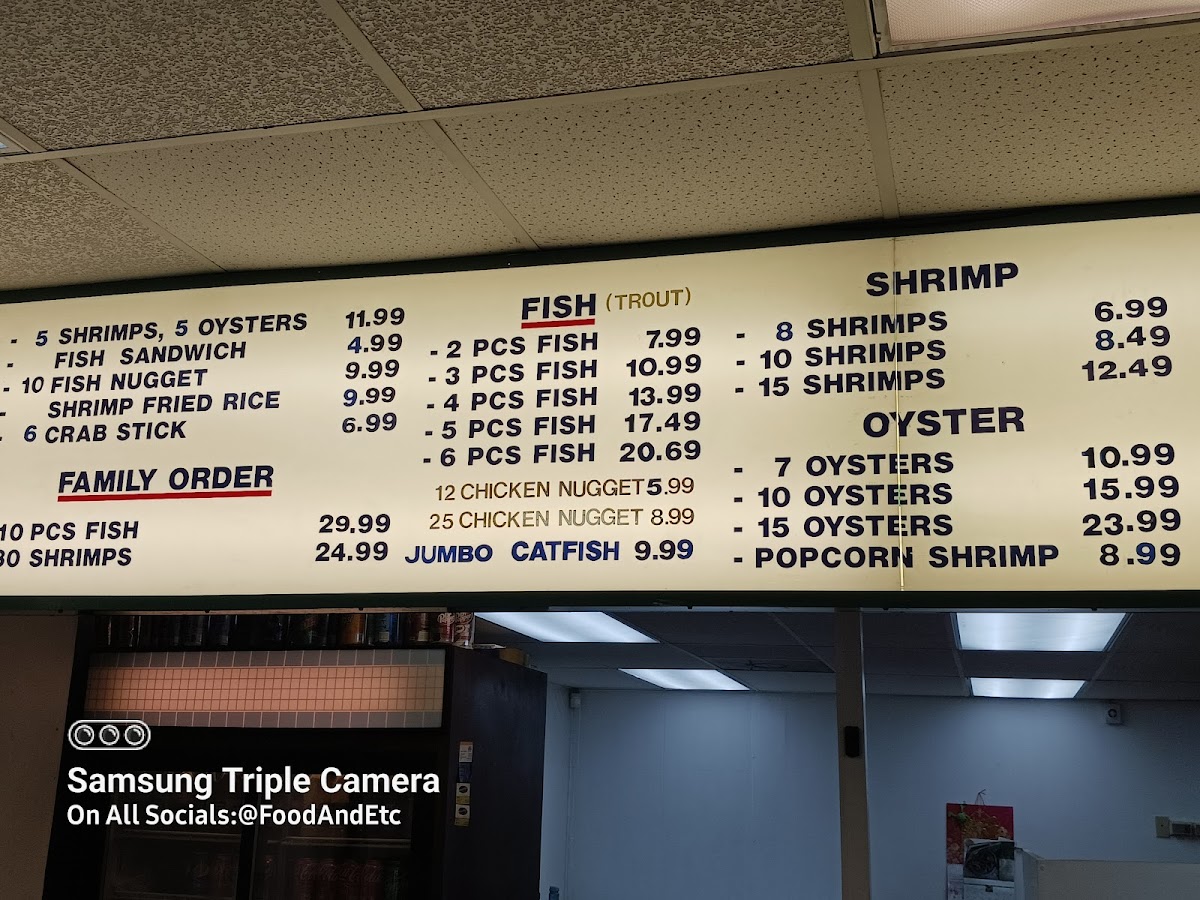 - 5 SHRIMPS, 5 OYSTERS 11.99
- FISH SANDWICH 4.99
- 10 FISH NUGGET 9.99
- SHRIMP FRIED RICE 9.99
- 6 CRAB STICK 6.99
FAMILY ORDER
10 PCS FISH 29.99
30 SHRIMPS 24.99
FISH (TROUT)
- 2 PCS FISH 7.99
- 3 PCS FISH 10.99
- 4 PCS FISH 13.99
- 5 PCS FISH 17.49
- 6 PCS FISH 20.69
12 CHICKEN NUGGET 5.99
25 CHICKEN NUGGET 8.99
JUMBO CATFISH 9.99
SHRIMP
- 8 SHRIMPS 6.99
- 10 SHRIMPS 8.49
- 15 SHRIMPS 12.49
OYSTER
- 7 OYSTERS 10.99
- 10 OYSTERS 15.99
- 15 OYSTERS 23.99
- POPCORN SHRIMP 8.99
Samsung Triple Camera
On All Socials:@FoodAndEtc